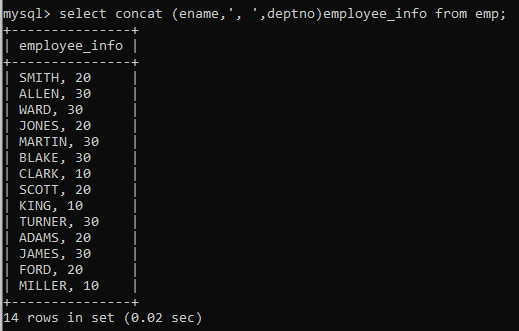 mysql> select concat (ename,', ',deptno)employee_info from emp;
+---------------+
| employee_info |
+---------------+
| SMITH, 20     |
| ALLEN, 30     |
| WARD, 30      |
| JONES, 20     |
| MARTIN, 30    |
| BLAKE, 30     |
| CLARK, 10     |
| SCOTT, 20     |
| KING, 10      |
| TURNER, 30    |
| ADAMS, 20     |
| JAMES, 30     |
| FORD, 20      |
| MILLER, 10    |
+---------------+
14 rows in set (0.02 sec)